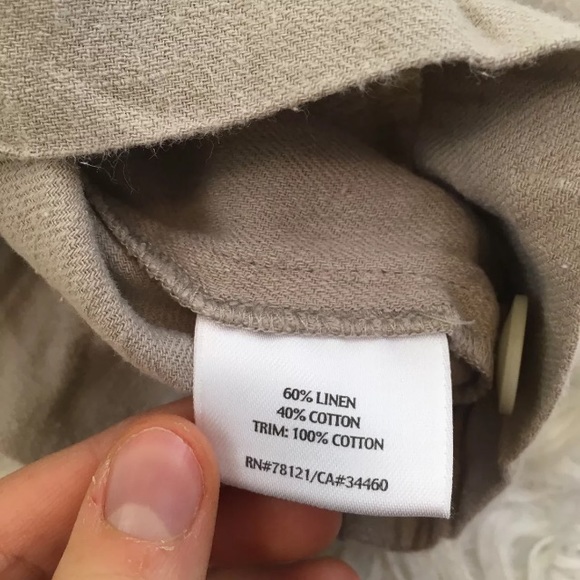 60% LINEN
40% COTTON
TRIM: 100% COTTON
RN#78121/CA#34460